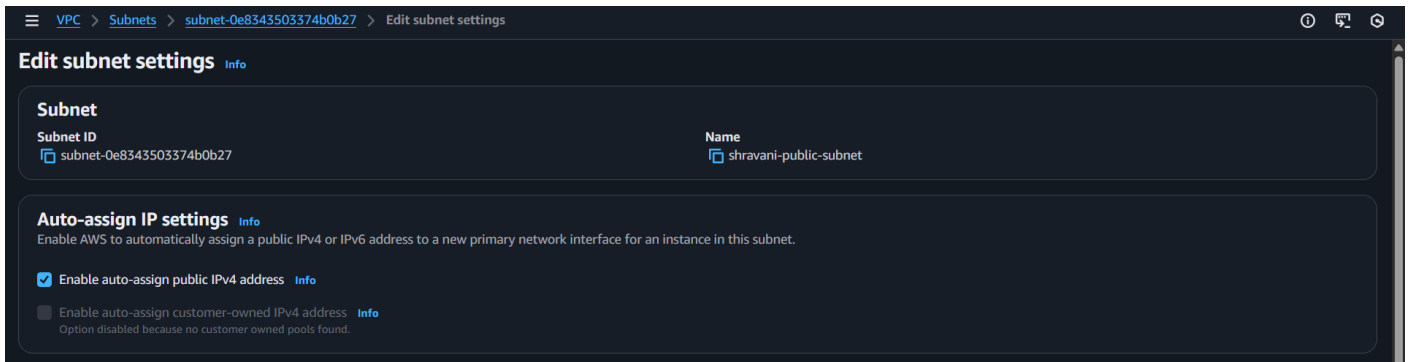 VPC > Subnets > subnet-0e8343503374b0b27 > Edit subnet settings
Edit subnet settings Info
Subnet
Subnet ID
subnet-0e8343503374b0b27
Name
shravani-public-subnet
Auto-assign IP settings Info
Enable AWS to automatically assign a public IPv4 or IPv6 address to a new primary network interface for an instance in this subnet.
Enable auto-assign public IPv4 address Info
Enable auto-assign customer-owned IPv4 address Info
Option disabled because no customer owned pools found.